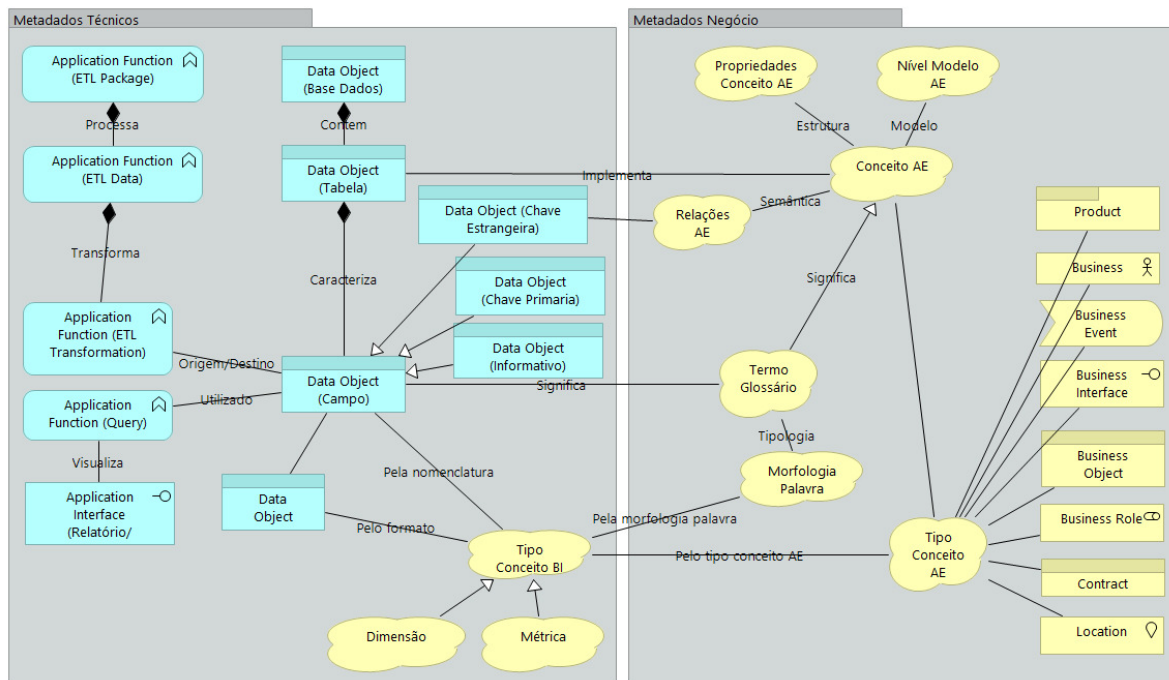 Metadados Técnicos
Application Function
(ETL Package)
Processa
Application Function
(ETL Data)
Transforma
Application
Function (ETL
Transformation)
Origem/Destino
Utilizado
Application
Function (Query)
Visualiza
Application
Interface
(Relatório/
Data Object
(Base Dados)
Contem
Data Object
(Tabela)
Implementa
Data Object (Chave
Estrangeira)
Caracteriza
Data Object
(Chave Primaria)
Data Object
(Informativo)
Data Object
(Campo)
Significa
Pela nomenclatura
Data
Object
Pelo formato
Tipo
Conceito BI
Dimensão
Métrica
Metadados Negócio
Propriedades
Conceito AE
Nível Modelo
AE
Estrutura
Modelo
Conceito AE
Semântica
Relações
AE
Significa
Termo
Glossário
Tipologia
Morfologia
Palavra
Pela morfologia palavra
Pelo tipo conceito AE
Tipo
Conceito
AE
Product
Business
Business
Event
Business
Interface
Business
Object
Business Role
Contract
Location